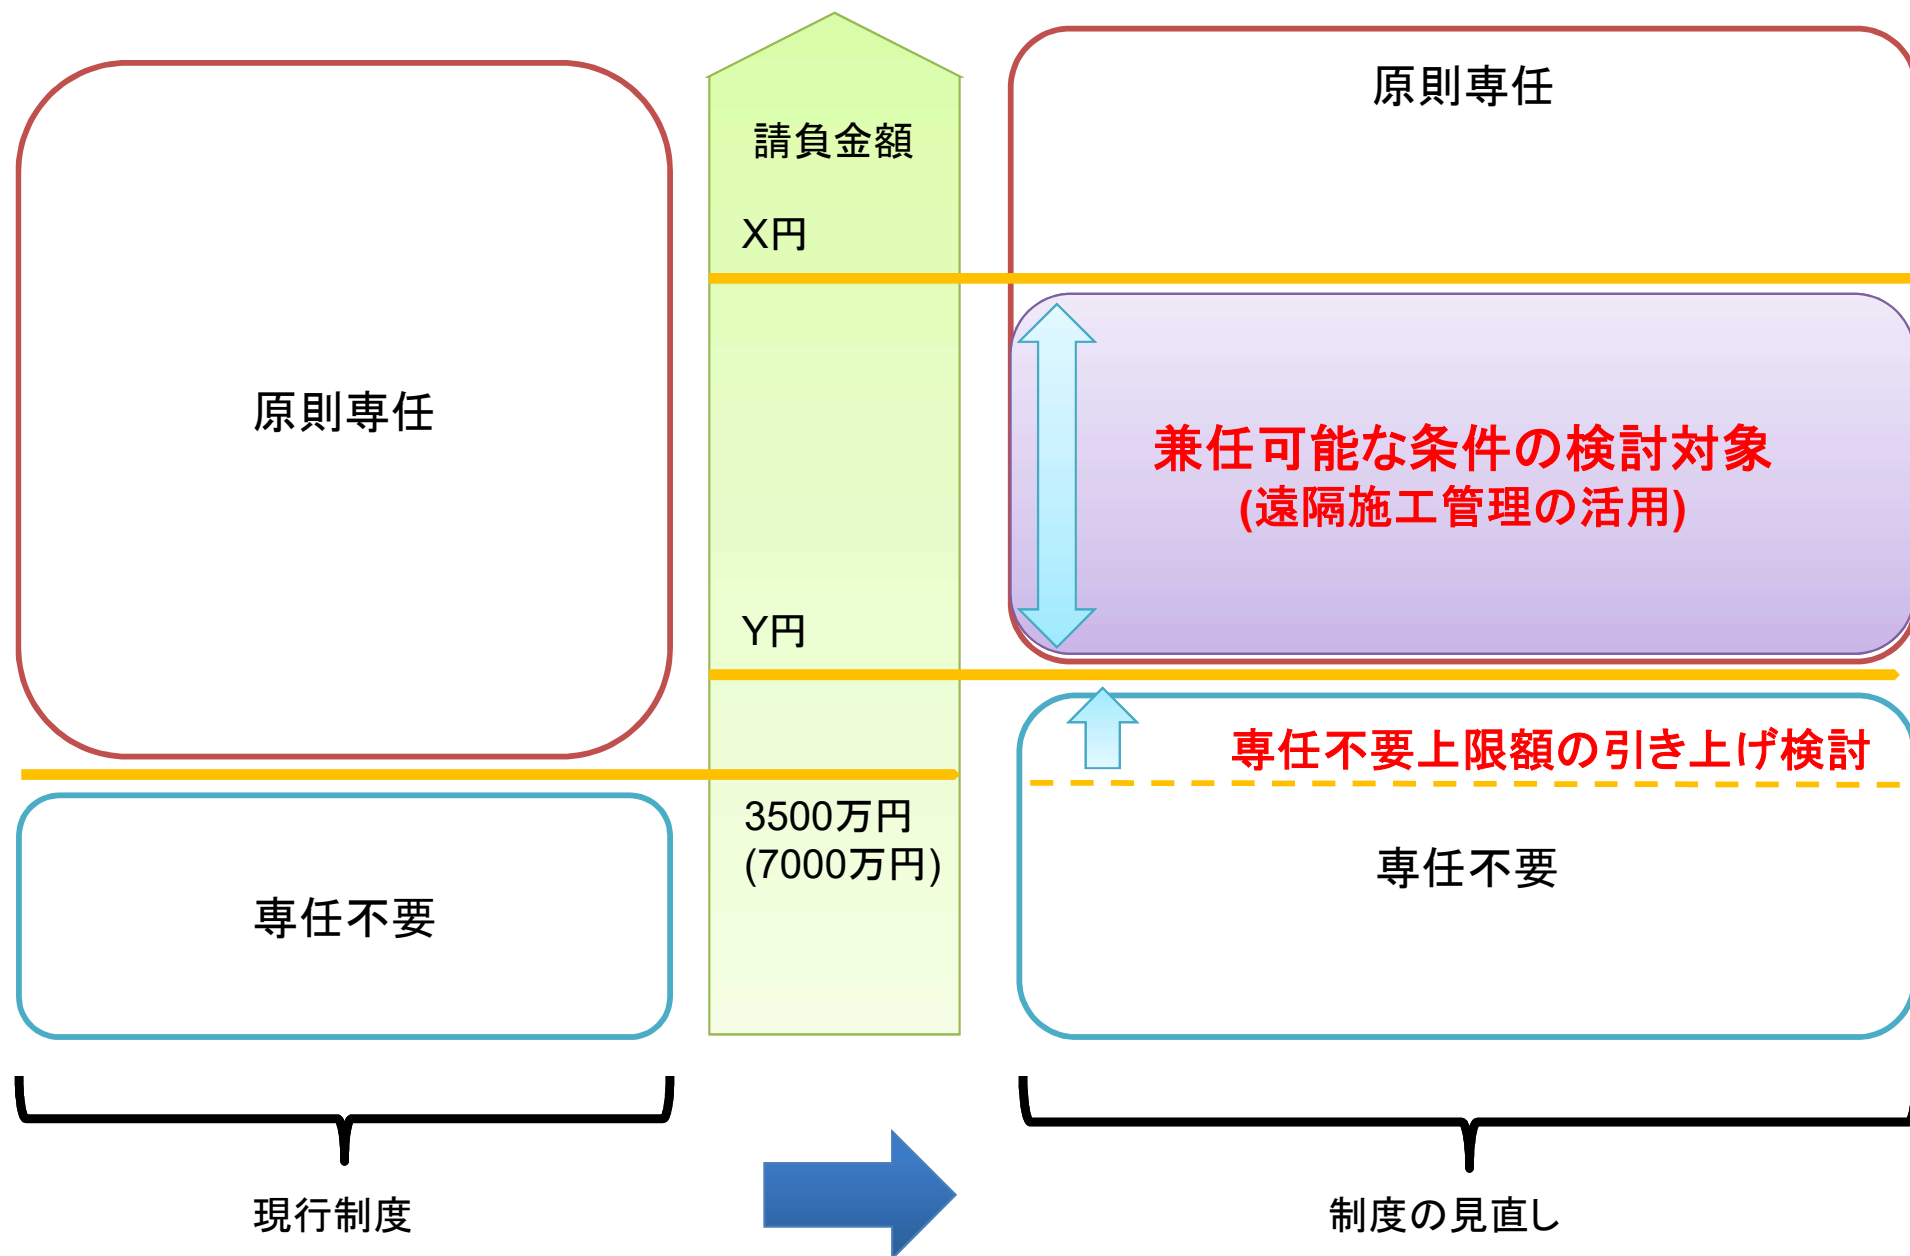 原則専任
専任不要
現行制度
請負金額
X円
Y円
3500万円
(7000万円)
原則専任
兼任可能な条件の検討対象
(遠隔施工管理の活用)
専任不要上限額の引き上げ検討
専任不要
制度の見直し